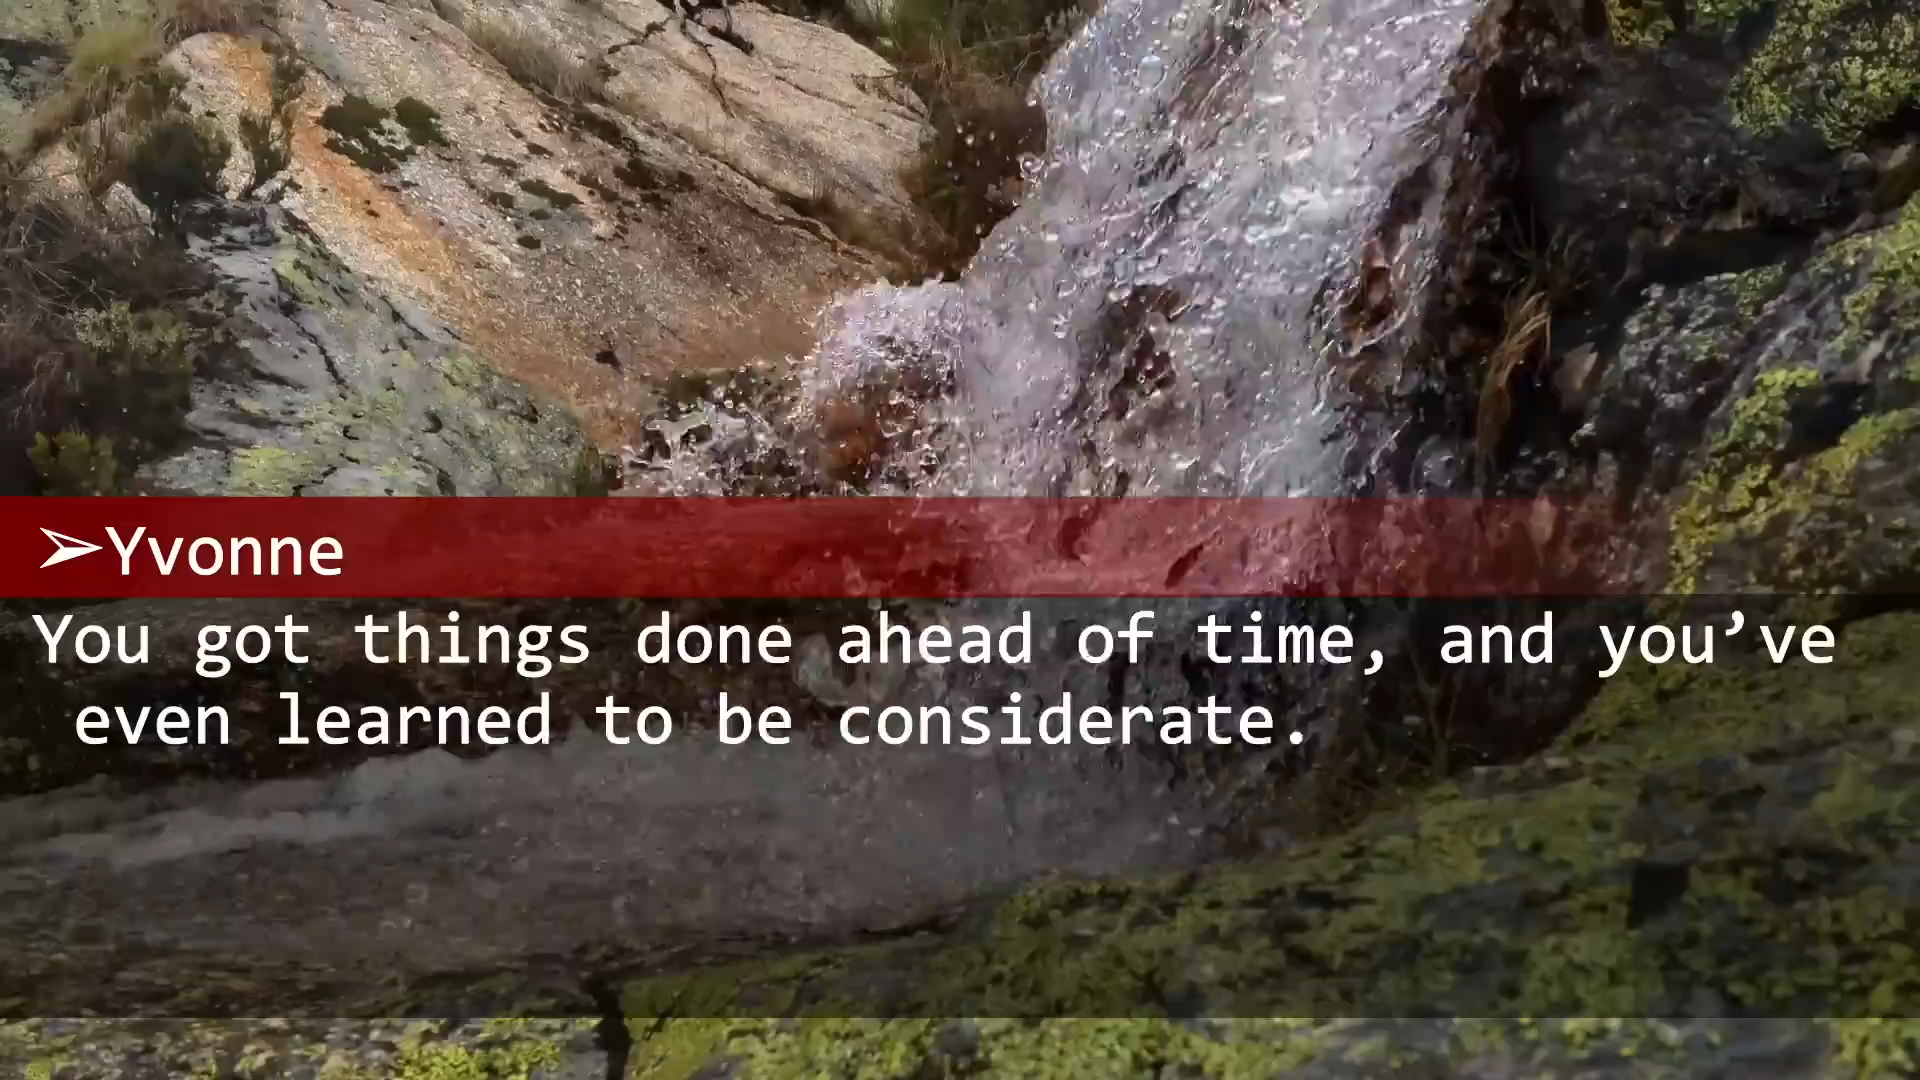 ➢Yvonne
You got things done ahead of time, and you’ve
even learned to be considerate.